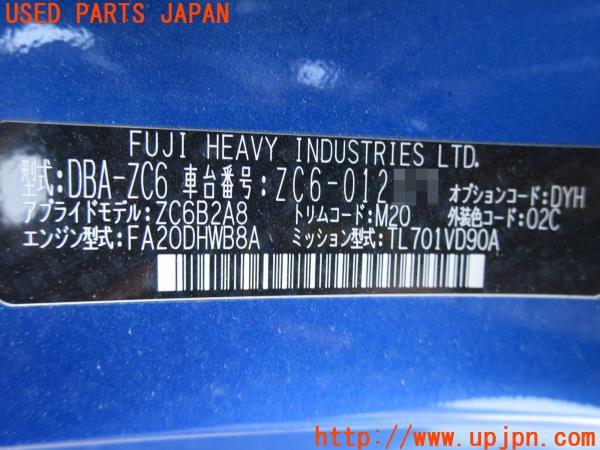 USED PARTS JAPAN
FUJI HEAVY INDUSTRIES LTD.
型式:DBA-ZC6 車台番号:ZC6-012 オプションコード:DYH
アプライドモデル:ZC6B2A8 トリムコード:M20 外装色コード:02C
エンジン型式:FA20DHWB8A ミッション型式:TL701VD90A
http://www.upjpn.com/